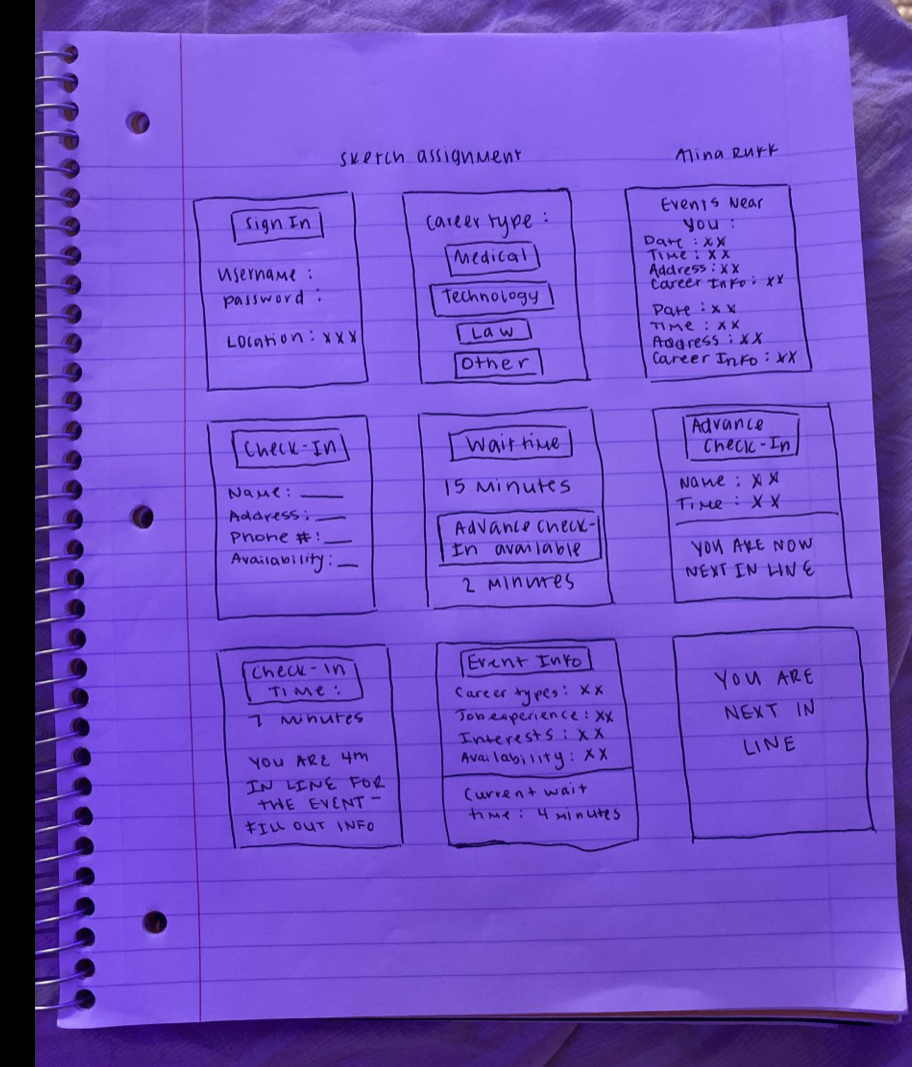 sketch assignment
Alina Rukk
Sign In
Username :
password :
Location : xxx
Career type :
Medical
Technology
Law
Other
Events Near
You :
Date : xx
Time : xx
Address : xx
Career Info : xx
Date : xx
Time : xx
Address : xx
Career Info : xx
Check-In
Name : ___
Address : ___
Phone # : ___
Availability : __
Wait time
15 Minutes
Advance Check-
In available
2 Minutes
Advance
Check-In
Name : xx
Time : xx
YOU ARE NOW
NEXT IN LINE
Check-in
Time :
7 Minutes
YOU ARE 4th
IN LINE FOR
THE EVENT -
FILL OUT INFO
Event Info
Career types : xx
Job experience : xx
Interests : xx
Availability : xx
Current wait
time : 4 minutes
YOU ARE
NEXT IN
LINE